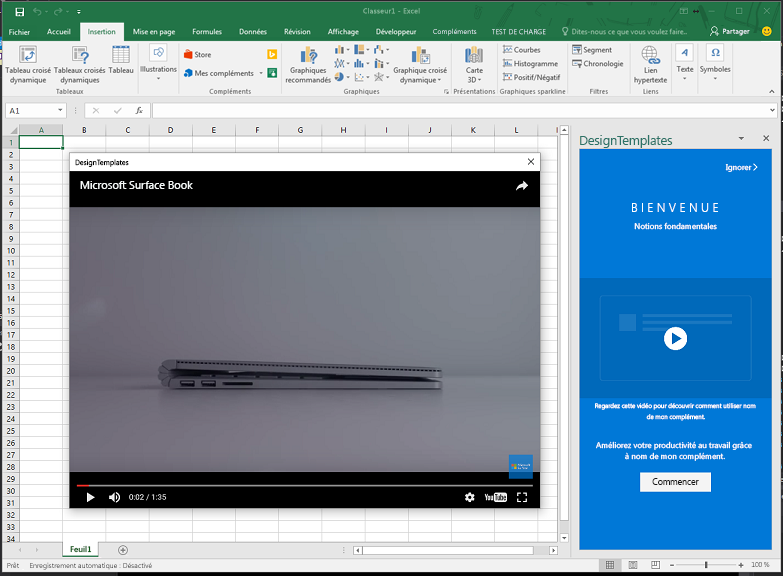 Classeur1 - Excel
Fichier Accueil Insertion Mise en page Formules Données Révision Affichage Développeur Compléments TEST DE CHARGE Dites-nous ce que vous voulez faire.. Partager
Tableau croisé dynamique
Tableaux croisés dynamiques
Tableau
Tableaux
Illustrations
Store
Mes compléments
Compléments
Graphiques recommandés
Graphique croisé dynamique
Graphiques
Carte 3D
Présentations
Courbes
Histogramme
Positif/Négatif
Graphiques sparkline
Segment
Chronologie
Filtres
Lien hypertexte
Liens
Texte
Symboles
A1 fx
A B C D E F G H I J K L
1
2
3
4
5
6
7
8
9
10
11
12
13
14
15
16
17
18
19
20
21
22
23
24
25
26
27
28
29
30
31
32
33
34
DesignTemplates
Microsoft Surface Book
0:02 / 1:35
YouTube
DesignTemplates
Ignorer
BIENVENUE
Notions fondamentales
Regardez cette vidéo pour découvrir comment utiliser nom
de mon complément.
Améliorez votre productivité au travail grâce
à nom de mon complément.
Commencer
Feuil1
Prêt Enregistrement automatique : Désactivé
100 %